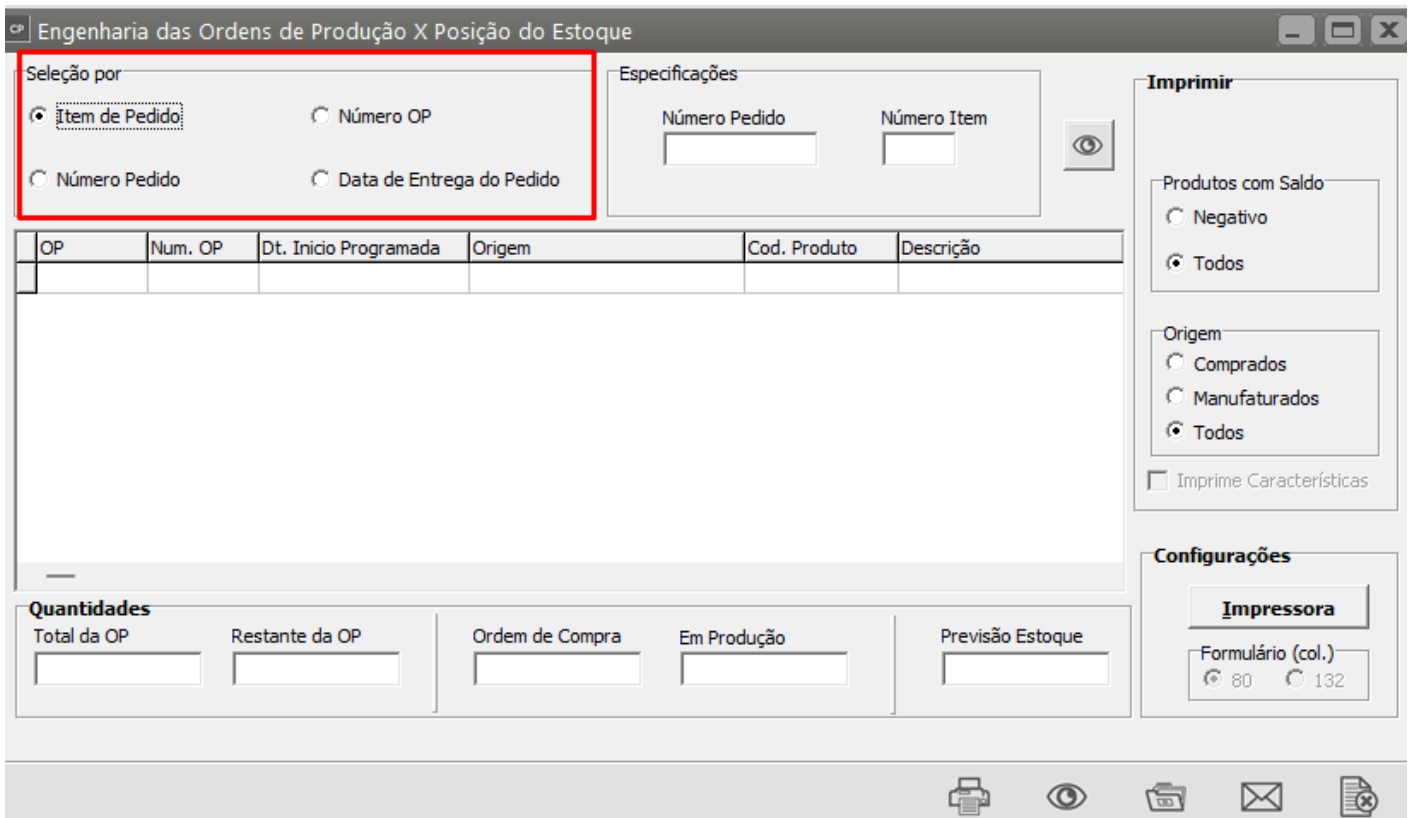 CP Engenharia das Ordens de Produção X Posição do Estoque
Seleção por
Item de Pedido
Número OP
Número Pedido
Data de Entrega do Pedido
Especificações
Número Pedido
Número Item
Imprimir
Produtos com Saldo
Negativo
Todos
Origem
Comprados
Manufaturados
Todos
Imprime Características
OP Num. OP Dt. Inicio Programada Origem Cod. Produto Descrição
Quantidades
Total da OP
Restante da OP
Ordem de Compra
Em Produção
Previsão Estoque
Configurações
Impressora
Formulário (col.)
80 132